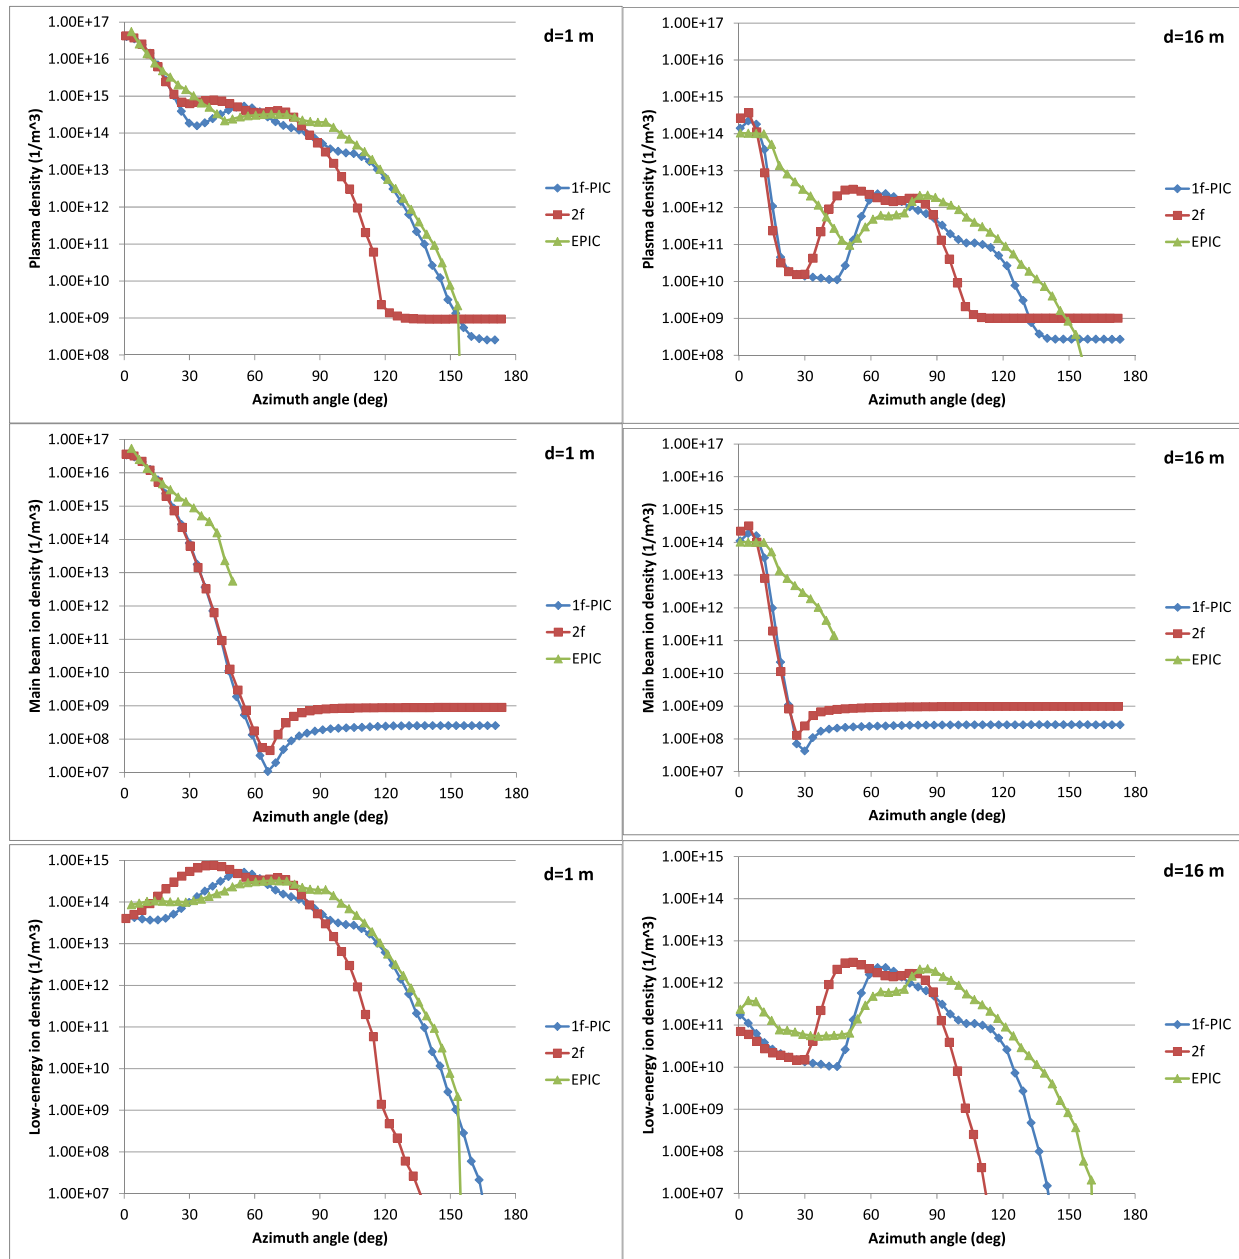 d=1 m
Plasma density (1/m^3)
1.00E+17
1.00E+16
1.00E+15
1.00E+14
1.00E+13
1.00E+12
1.00E+11
1.00E+10
1.00E+09
1.00E+08
0 30 60 90 120 150 180
Azimuth angle (deg)
1f-PIC
2f
EPIC
d=16 m
Plasma density (1/m^3)
1.00E+17
1.00E+16
1.00E+15
1.00E+14
1.00E+13
1.00E+12
1.00E+11
1.00E+10
1.00E+09
1.00E+08
0 30 60 90 120 150 180
Azimuth angle (deg)
1f-PIC
2f
EPIC
d=1 m
Main beam ion density (1/m^3)
1.00E+17
1.00E+16
1.00E+15
1.00E+14
1.00E+13
1.00E+12
1.00E+11
1.00E+10
1.00E+09
1.00E+08
1.00E+07
0 30 60 90 120 150 180
Azimuth angle (deg)
1f-PIC
2f
EPIC
d=16 m
Main beam ion density (1/m^3)
1.00E+17
1.00E+16
1.00E+15
1.00E+14
1.00E+13
1.00E+12
1.00E+11
1.00E+10
1.00E+09
1.00E+08
1.00E+07
0 30 60 90 120 150 180
Azimuth angle (deg)
1f-PIC
2f
EPIC
d=1 m
Low-energy ion density (1/m^3)
1.00E+15
1.00E+14
1.00E+13
1.00E+12
1.00E+11
1.00E+10
1.00E+09
1.00E+08
1.00E+07
0 30 60 90 120 150 180
Azimuth angle (deg)
1f-PIC
2f
EPIC
d=16 m
Low-energy ion density (1/m^3)
1.00E+15
1.00E+14
1.00E+13
1.00E+12
1.00E+11
1.00E+10
1.00E+09
1.00E+08
1.00E+07
0 30 60 90 120 150 180
Azimuth angle (deg)
1f-PIC
2f
EPIC